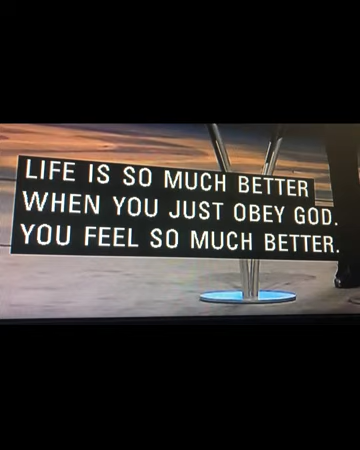 LIFE IS SO MUCH BETTER
WHEN YOU JUST OBEY GOD.
YOU FEEL SO MUCH BETTER.